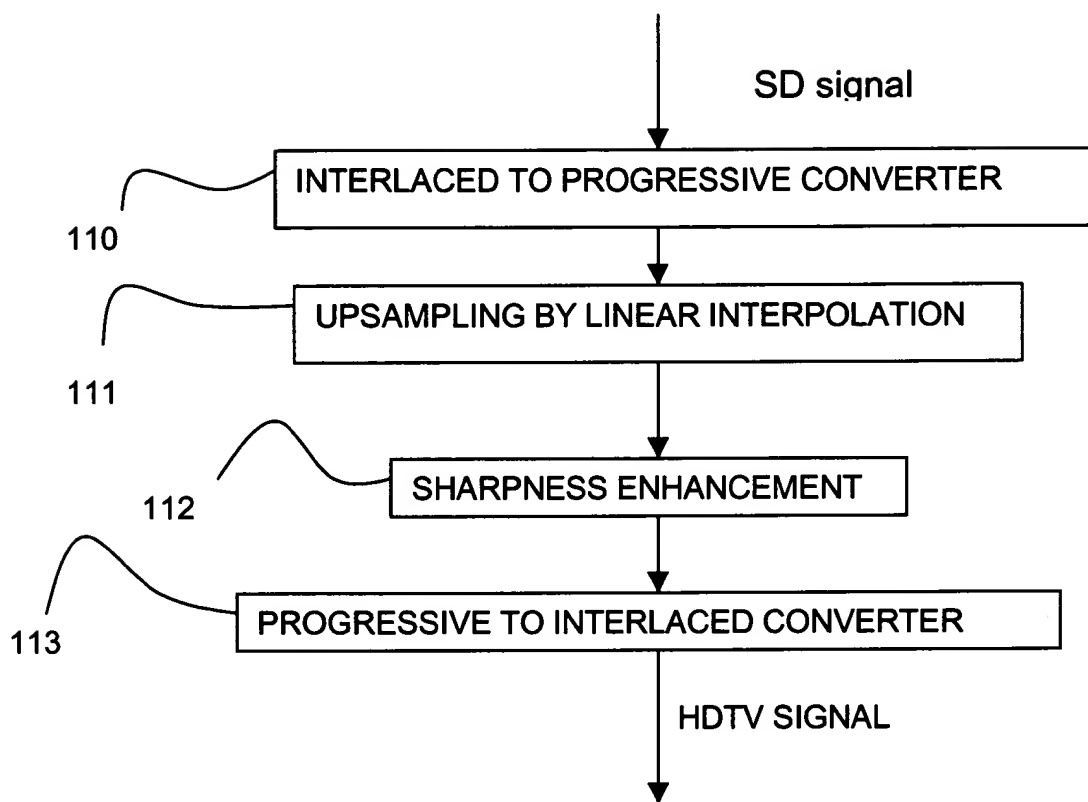 SD signal
INTERLACED TO PROGRESSIVE CONVERTER
110
UPSAMPLING BY LINEAR INTERPOLATION
111
SHARPNESS ENHANCEMENT
112
PROGRESSIVE TO INTERLACED CONVERTER
113
HDTV SIGNAL